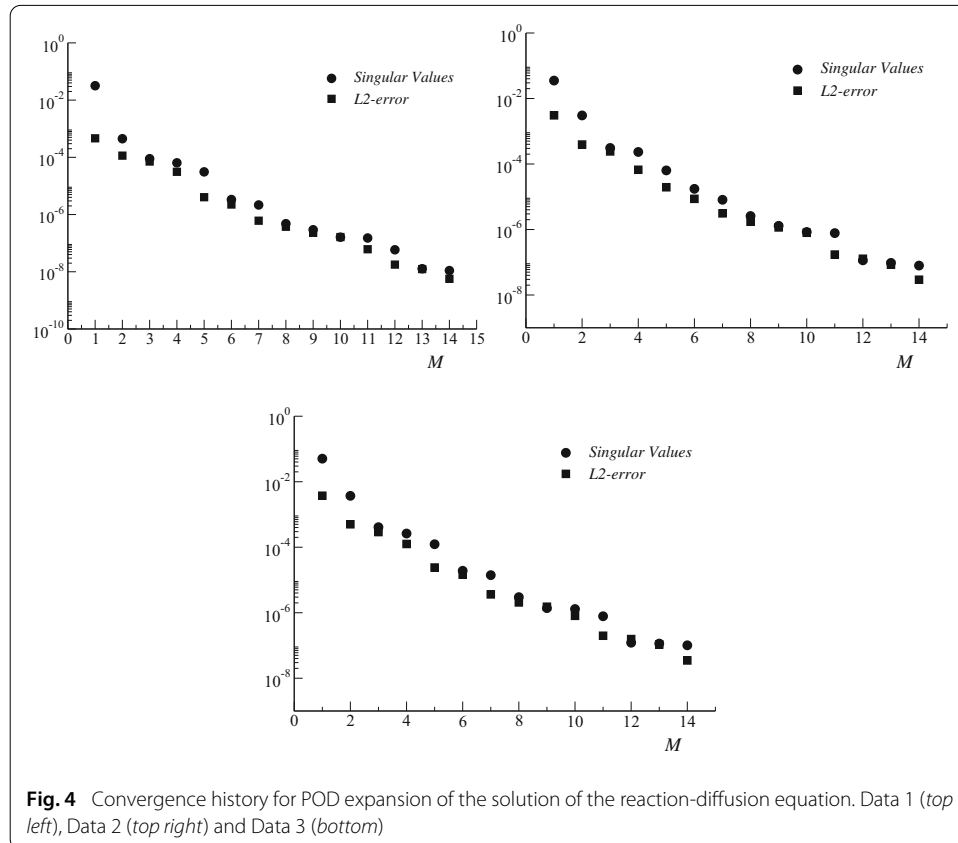 10^0
10^-2
10^-4
10^-6
10^-8
10^-10
0 1 2 3 4 5 6 7 8 9 10 11 12 13 14 15
M
Singular Values
L2-error
10^0
10^-2
10^-4
10^-6
10^-8
0 2 4 6 8 10 12 14
M
Singular Values
L2-error
10^0
10^-2
10^-4
10^-6
10^-8
0 2 4 6 8 10 12 14
M
Singular Values
L2-error
Fig. 4 Convergence history for POD expansion of the solution of the reaction-diffusion equation. Data 1 (top
left), Data 2 (top right) and Data 3 (bottom)